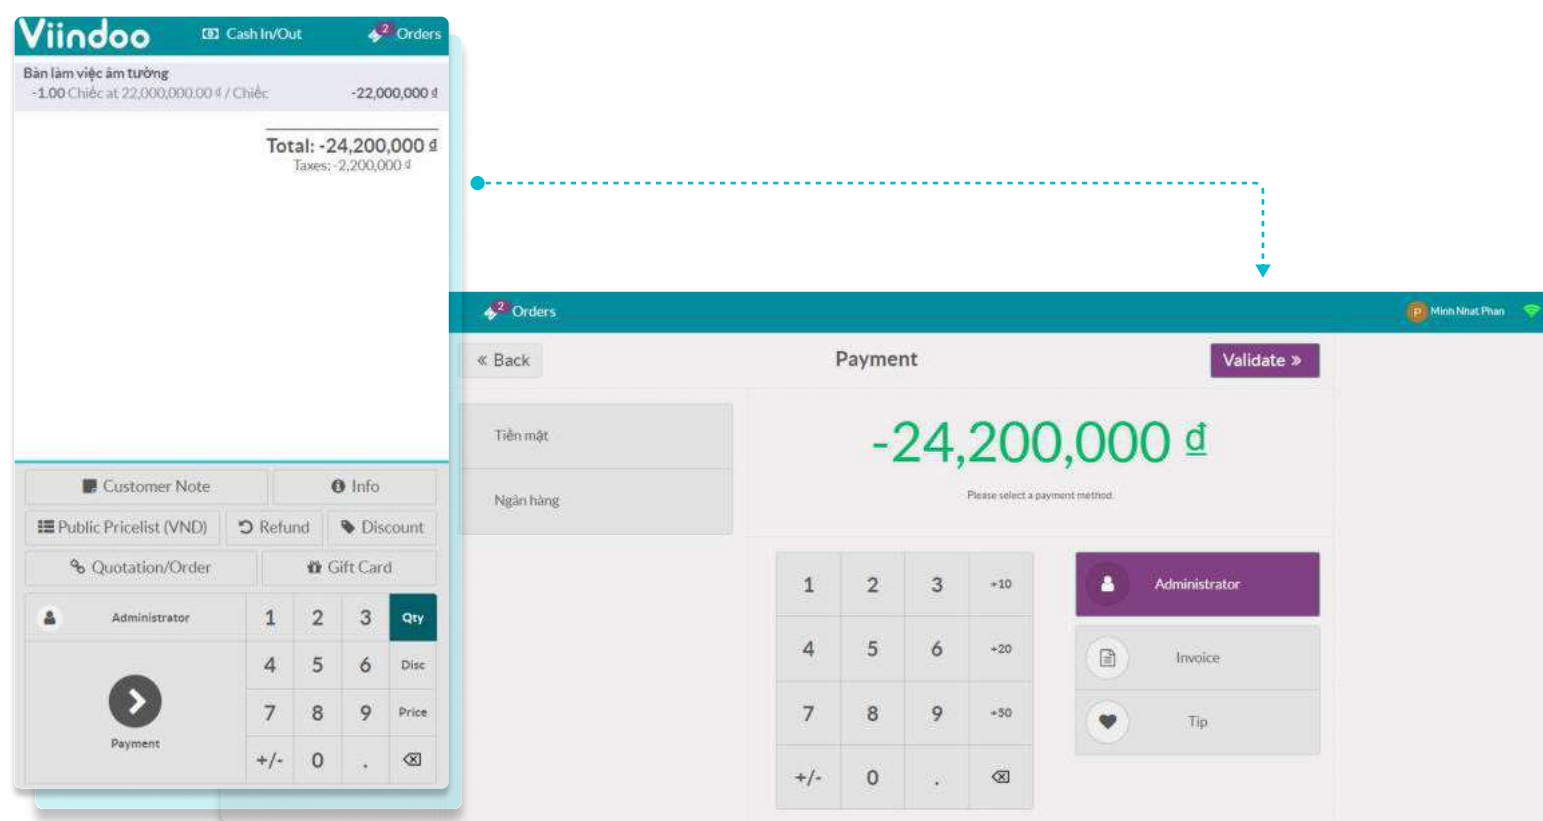 Viindoo Cash In/Out 2 Orders
Bàn làm việc âm tường
-1.00 Chiếc at 22,000,000.00 ₫ / Chiếc -22,000,000 ₫
Total: -24,200,000 ₫
Taxes: -2,200,000 ₫
Customer Note Info
Public Pricelist (VND) Refund Discount
Quotation/Order Gift Card
Administrator 1 2 3 Qty
4 5 6 Disc
7 8 9 Price
Payment
+/- 0 .
2 Orders P Minh Nhat Phan
« Back Payment Validate »
Tiền mặt
Ngân hàng
-24,200,000 ₫
Please select a payment method.
1 2 3 +10
4 5 6 +20
7 8 9 +50
+/- 0 .
Administrator
Invoice
Tip